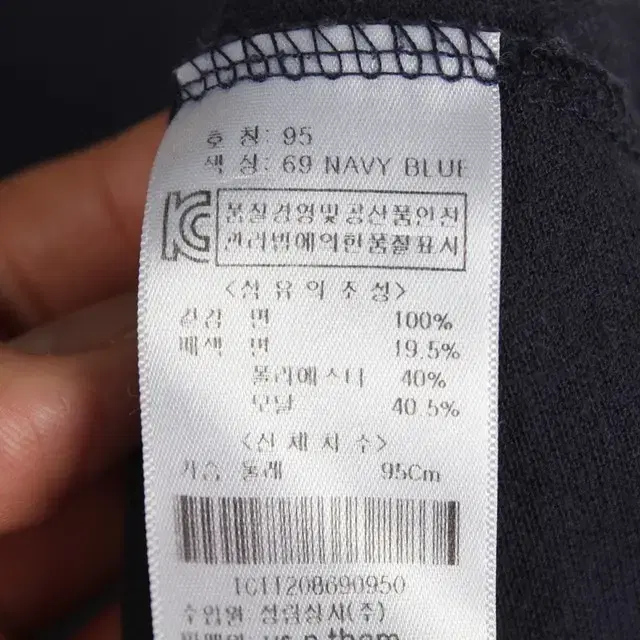 호 칭: 95
색 상: 69 NAVY BLUE
품질경영및공산품안전
관리법에의한품질표시
<섬 유 의 조 성>
겉감 면 100%
배색 면 19.5%
폴리에스터 40%
모달 40.5%
<신 체 치 수>
가슴 둘레 95Cm
1C11208690950
수입원 성림상사(주)